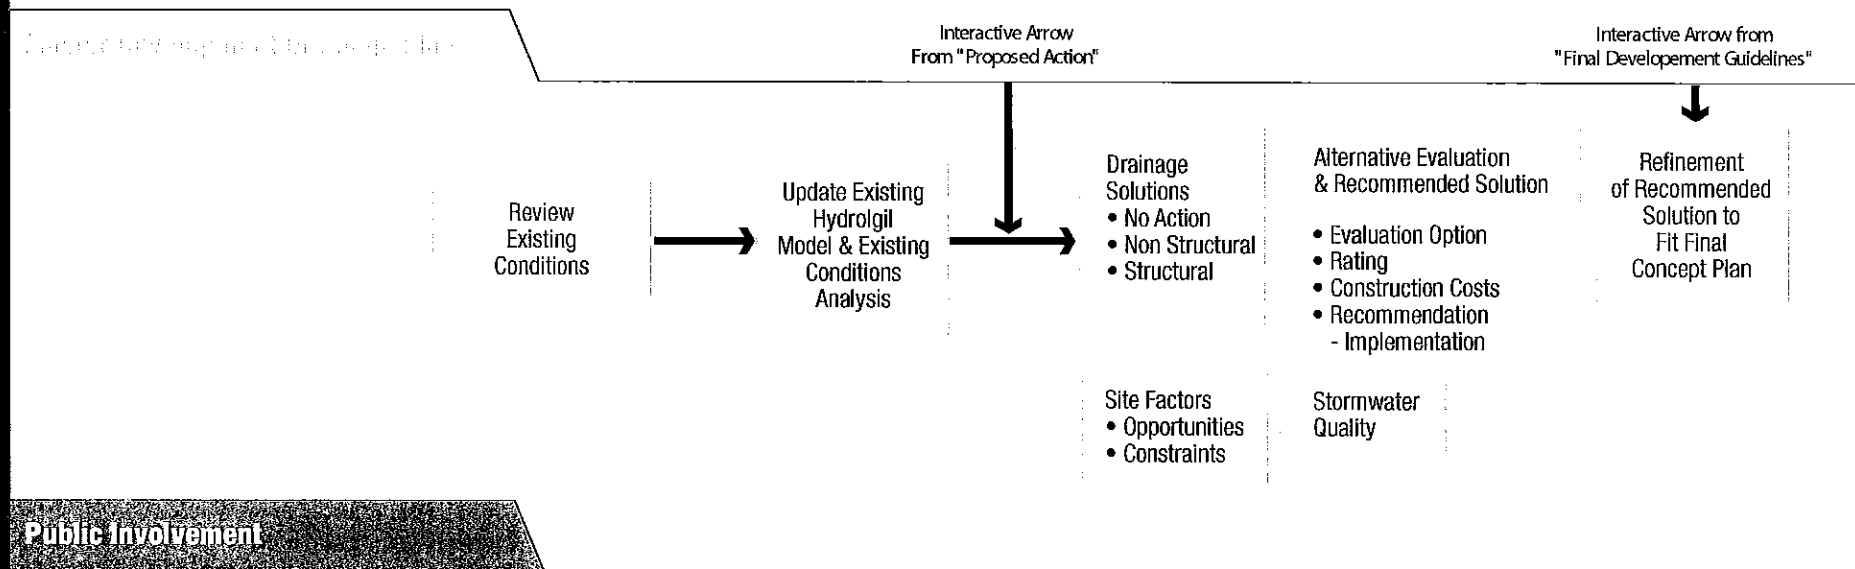 Interactive Arrow
From "Proposed Action"
Interactive Arrow from
"Final Developement Guidelines"
Review
Existing
Conditions
Update Existing
Hydrolgil
Model & Existing
Conditions
Analysis
Drainage
Solutions
• No Action
• Non Structural
• Structural
Alternative Evaluation
& Recommended Solution
• Evaluation Option
• Rating
• Construction Costs
• Recommendation
- Implementation
Refinement
of Recommended
Solution to
Fit Final
Concept Plan
Site Factors
• Opportunities
• Constraints
Stormwater
Quality
Public Involvement